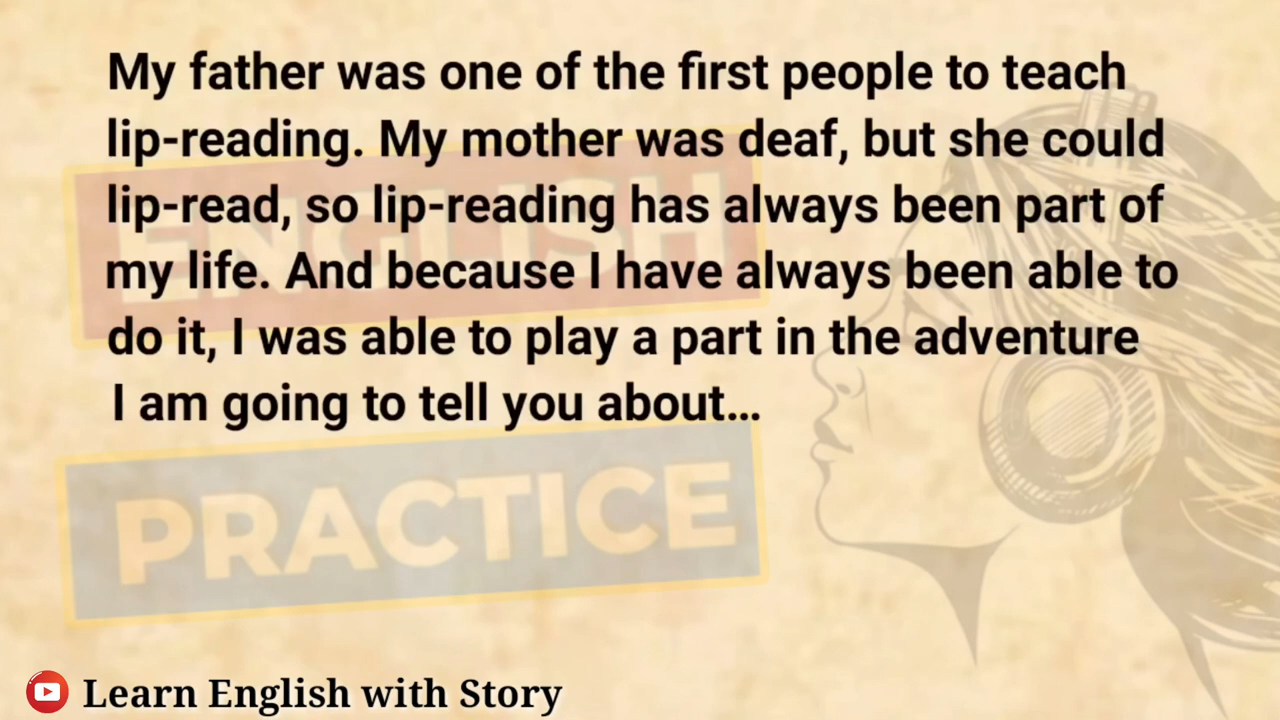 My father was one of the first people to teach
lip-reading. My mother was deaf, but she could
lip-read, so lip-reading has always been part of
my life. And because I have always been able to
do it, I was able to play a part in the adventure
I am going to tell you about...
ENGLISH
PRACTICE
Learn English with Story